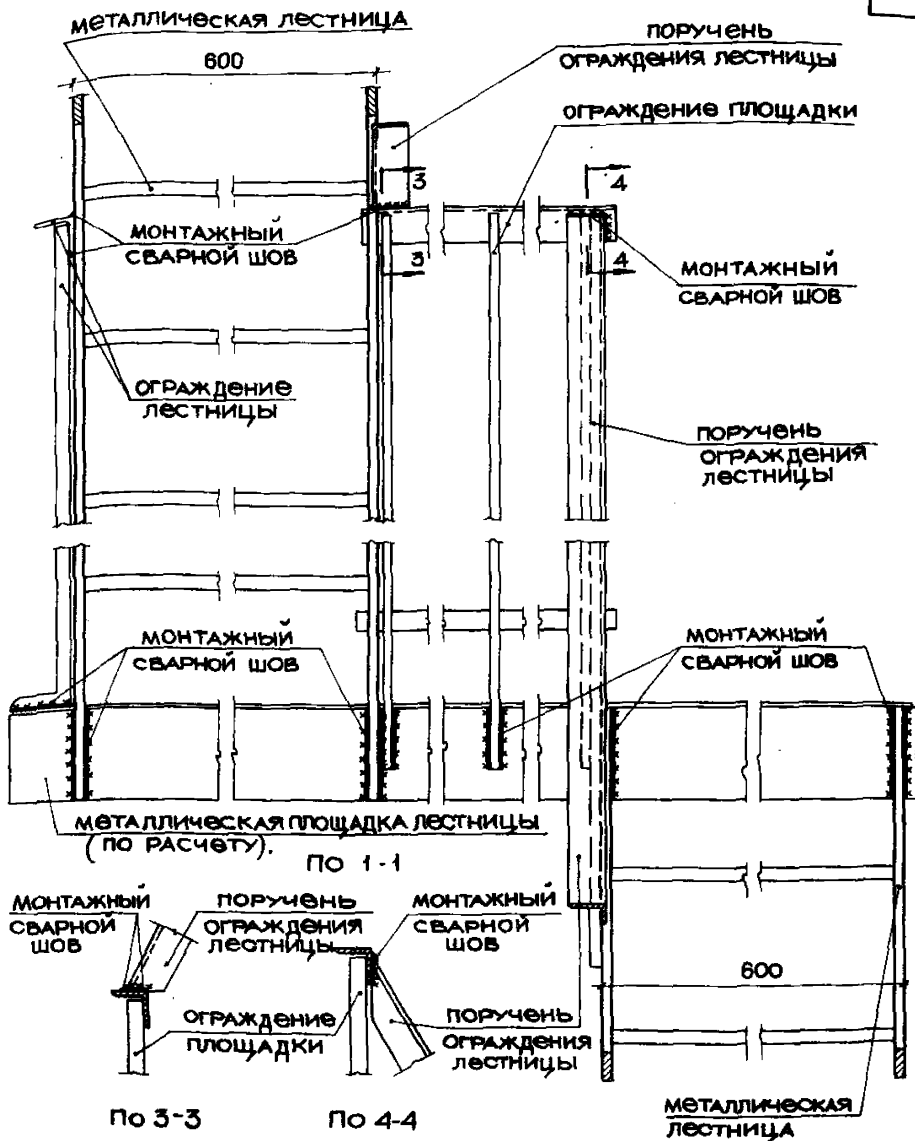 МЕТАЛЛИЧЕСКАЯ ЛЕСТНИЦА
600
ПОРУЧЕНЬ
ОГРАЖДЕНИЯ ЛЕСТНИЦЫ
ОГРАЖДЕНИЕ ПЛОЩАДКИ
3
4
МОНТАЖНЫЙ
СВАРНОЙ ШОВ
3
4
МОНТАЖНЫЙ
СВАРНОЙ ШОВ
ОГРАЖДЕНИЕ
ЛЕСТНИЦЫ
ПОРУЧЕНЬ
ОГРАЖДЕНИЯ
ЛЕСТНИЦЫ
МОНТАЖНЫЙ
СВАРНОЙ ШОВ
МОНТАЖНЫЙ
СВАРНОЙ ШОВ
МЕТАЛЛИЧЕСКАЯ ПЛОЩАДКА ЛЕСТНИЦЫ
(ПО РАСЧЕТУ).
ПО 1-1
МОНТАЖНЫЙ
СВАРНОЙ
ШОВ
ПОРУЧЕНЬ
ОГРАЖДЕНИЯ
ЛЕСТНИЦЫ
МОНТАЖНЫЙ
СВАРНОЙ
ШОВ
600
ОГРАЖДЕНИЕ
ПЛОЩАДКИ
ПОРУЧЕНЬ
ОГРАЖДЕНИЯ
ЛЕСТНИЦЫ
ПО 3-3
ПО 4-4
МЕТАЛЛИЧЕСКАЯ
ЛЕСТНИЦА